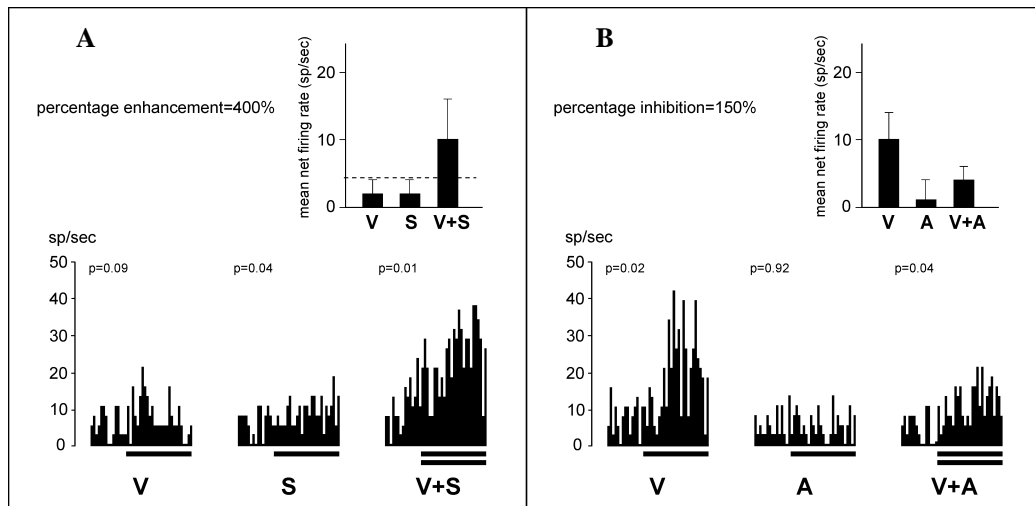 A
mean net firing rate (sp/sec)
20
10
0
percentage enhancement=400%
V S V+S
sp/sec
50
40
30
20
10
0
p=0.09 p=0.04 p=0.01
V S V+S
B
mean net firing rate (sp/sec)
20
10
0
percentage inhibition=150%
V A V+A
sp/sec
50
40
30
20
10
0
p=0.02 p=0.92 p=0.04
V A V+A